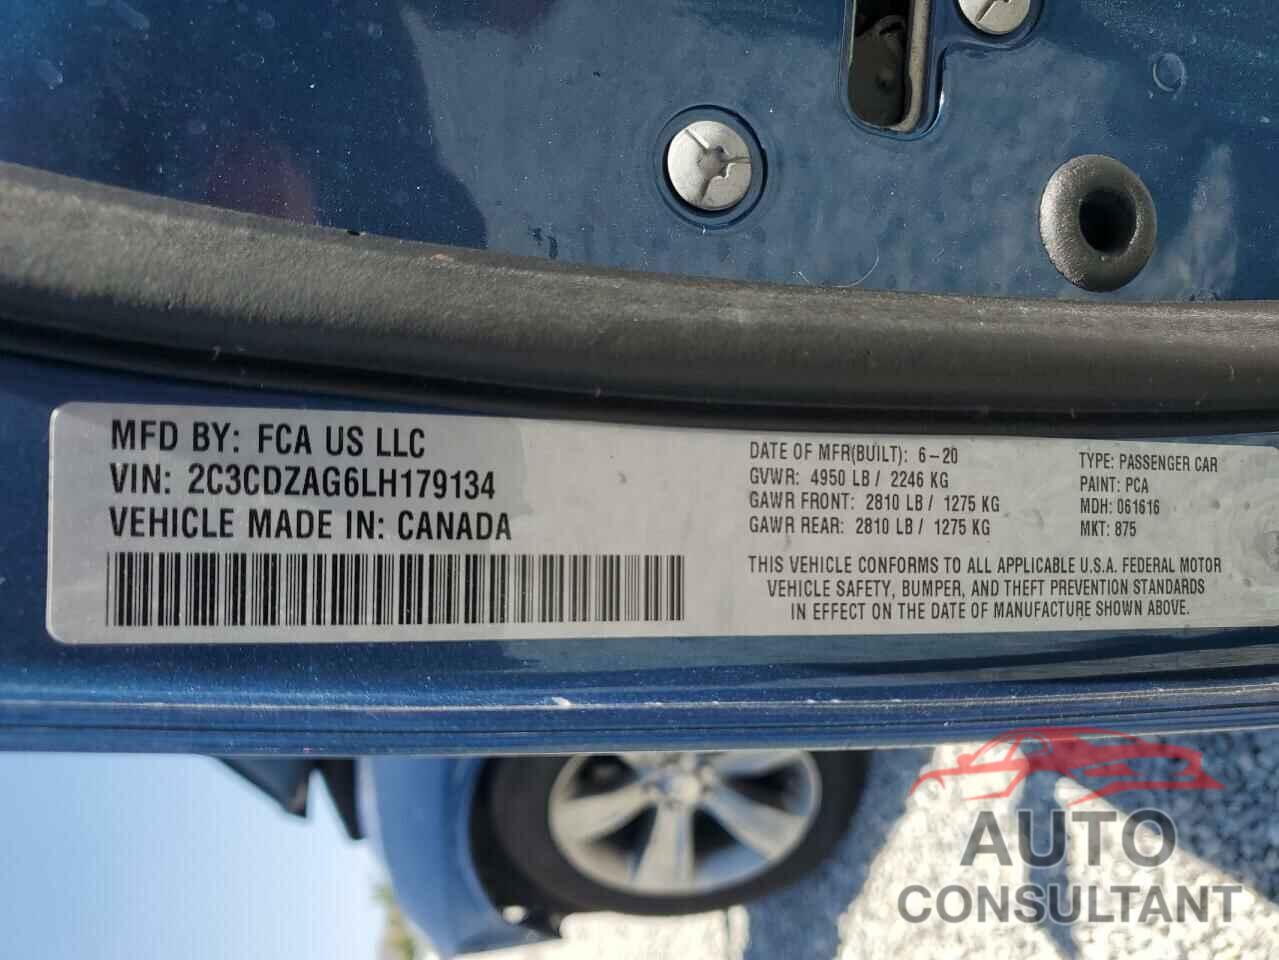 MFD BY: FCA US LLC
VIN: 2C3CDZAG6LH179134
VEHICLE MADE IN: CANADA
DATE OF MFR(BUILT): 6-20
GVWR: 4950 LB / 2246 KG
GAWR FRONT: 2810 LB / 1275 KG
GAWR REAR: 2810 LB / 1275 KG
TYPE: PASSENGER CAR
PAINT: PCA
MDH: 061616
MKT: 875
THIS VEHICLE CONFORMS TO ALL APPLICABLE U.S.A. FEDERAL MOTOR
VEHICLE SAFETY, BUMPER, AND THEFT PREVENTION STANDARDS
IN EFFECT ON THE DATE OF MANUFACTURE SHOWN ABOVE.
AUTO
CONSULTANT